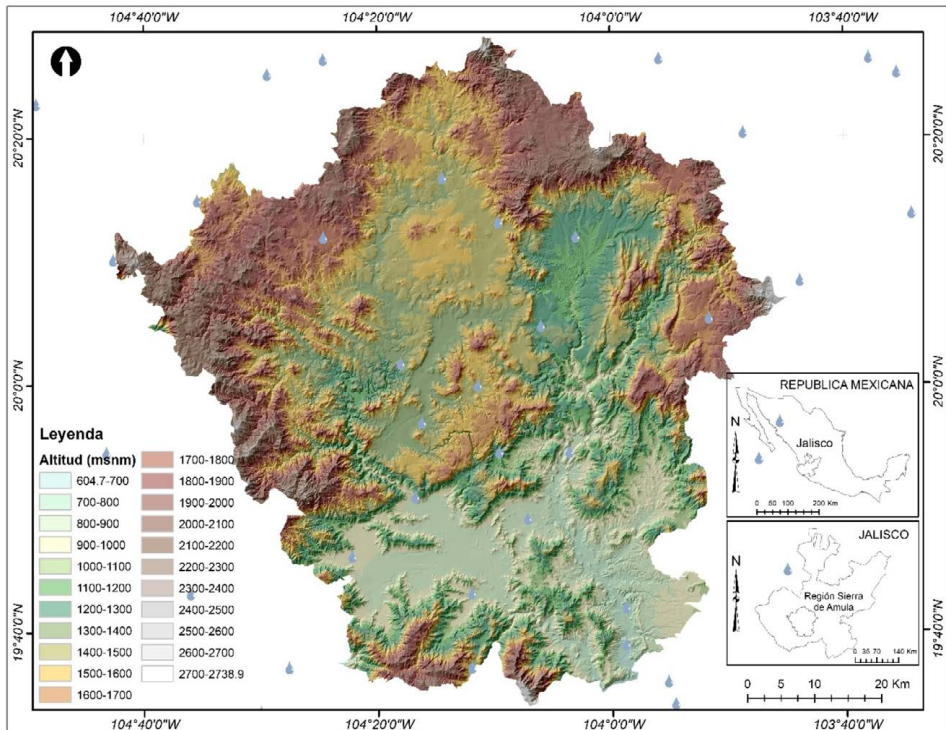 104°40'0"W 104°20'0"W 104°0'0"W 103°40'0"W
20°20'0"N 20°20'0"N
20°0'0"N 20°0'0"N
19°40'0"N 19°40'0"N
Leyenda
Altitud (msnm)
604.7-700
700-800
800-900
900-1000
1000-1100
1100-1200
1200-1300
1300-1400
1400-1500
1500-1600
1600-1700
1700-1800
1800-1900
1900-2000
2000-2100
2100-2200
2200-2300
2300-2400
2400-2500
2500-2600
2600-2700
2700-2738.9
REPUBLICA MEXICANA
N
Jalisco
0 50 100 200 Km
JALISCO
N
Región Sierra
de Amula
0 35 70 140 Km
0 5 10 20 Km
104°40'0"W 104°20'0"W 104°0'0"W 103°40'0"W